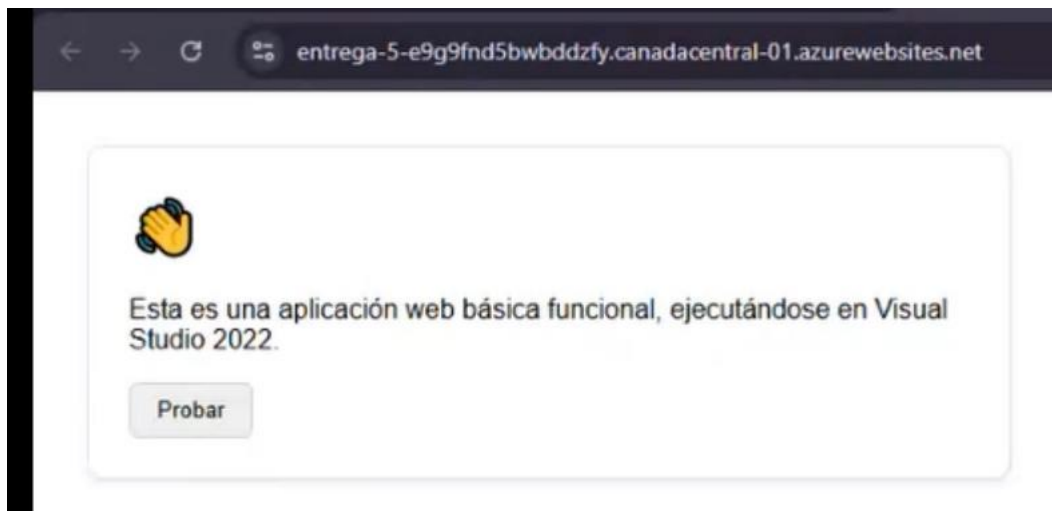 entrega-5-e9g9fnd5bwbddzfy.canadacentral-01.azurewebsites.net
Esta es una aplicación web básica funcional, ejecutándose en Visual
Studio 2022.
Probar